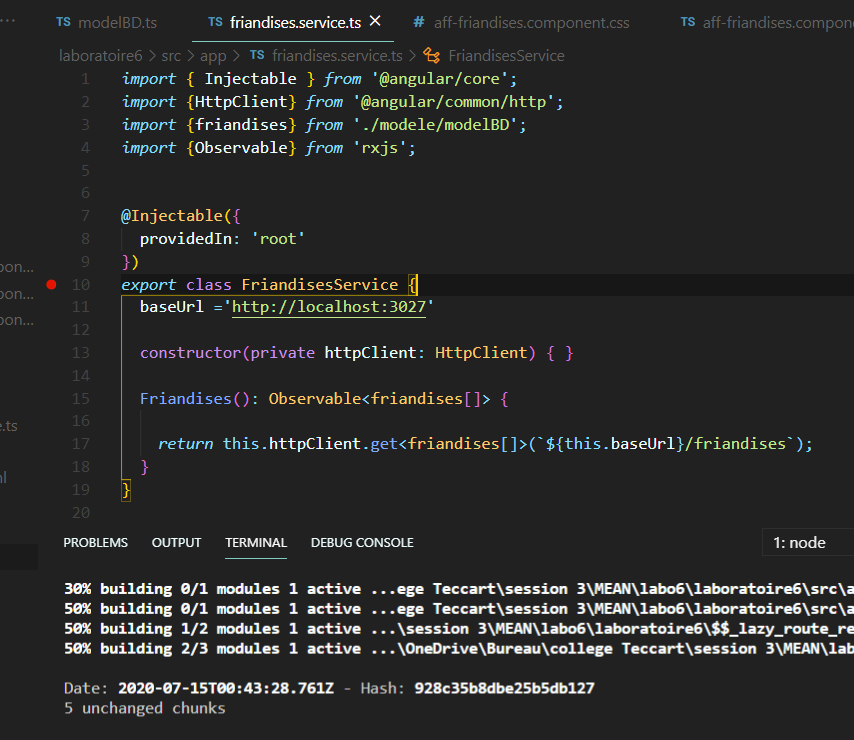 ... TS modelBD.ts TS friandises.service.ts × # aff-friandises.component.css TS aff-friandises.compon
laboratoire6 > src > app > TS friandises.service.ts > FriandisesService
1 import { Injectable } from '@angular/core';
2 import {HttpClient} from '@angular/common/http';
3 import {friandises} from './modele/modelBD';
4 import {Observable} from 'rxjs';
5
6
7 @Injectable({
8 providedIn: 'root'
9 })
pon...
10 export class FriandisesService {
pon...
11 baseUrl ='http://localhost:3027'
pon...
12
13 constructor(private httpClient: HttpClient) { }
14
15 Friandises(): Observable<friandises[]> {
16
e.ts
17 return this.httpClient.get<friandises[]>(`${this.baseUrl}/friandises`);
18 }
nl
19 }
20
PROBLEMS OUTPUT TERMINAL DEBUG CONSOLE 1: node
30% building 0/1 modules 1 active ...ege Teccart\session 3\MEAN\labo6\laboratoire6\src\a
50% building 0/1 modules 1 active ...ege Teccart\session 3\MEAN\labo6\laboratoire6\src\a
50% building 1/2 modules 1 active ...\session 3\MEAN\labo6\laboratoire6\$$_lazy_route_re
50% building 2/3 modules 1 active ...\OneDrive\Bureau\college Teccart\session 3\MEAN\lab
Date: 2020-07-15T00:43:28.761Z - Hash: 928c35b8dbe25b5db127
5 unchanged chunks